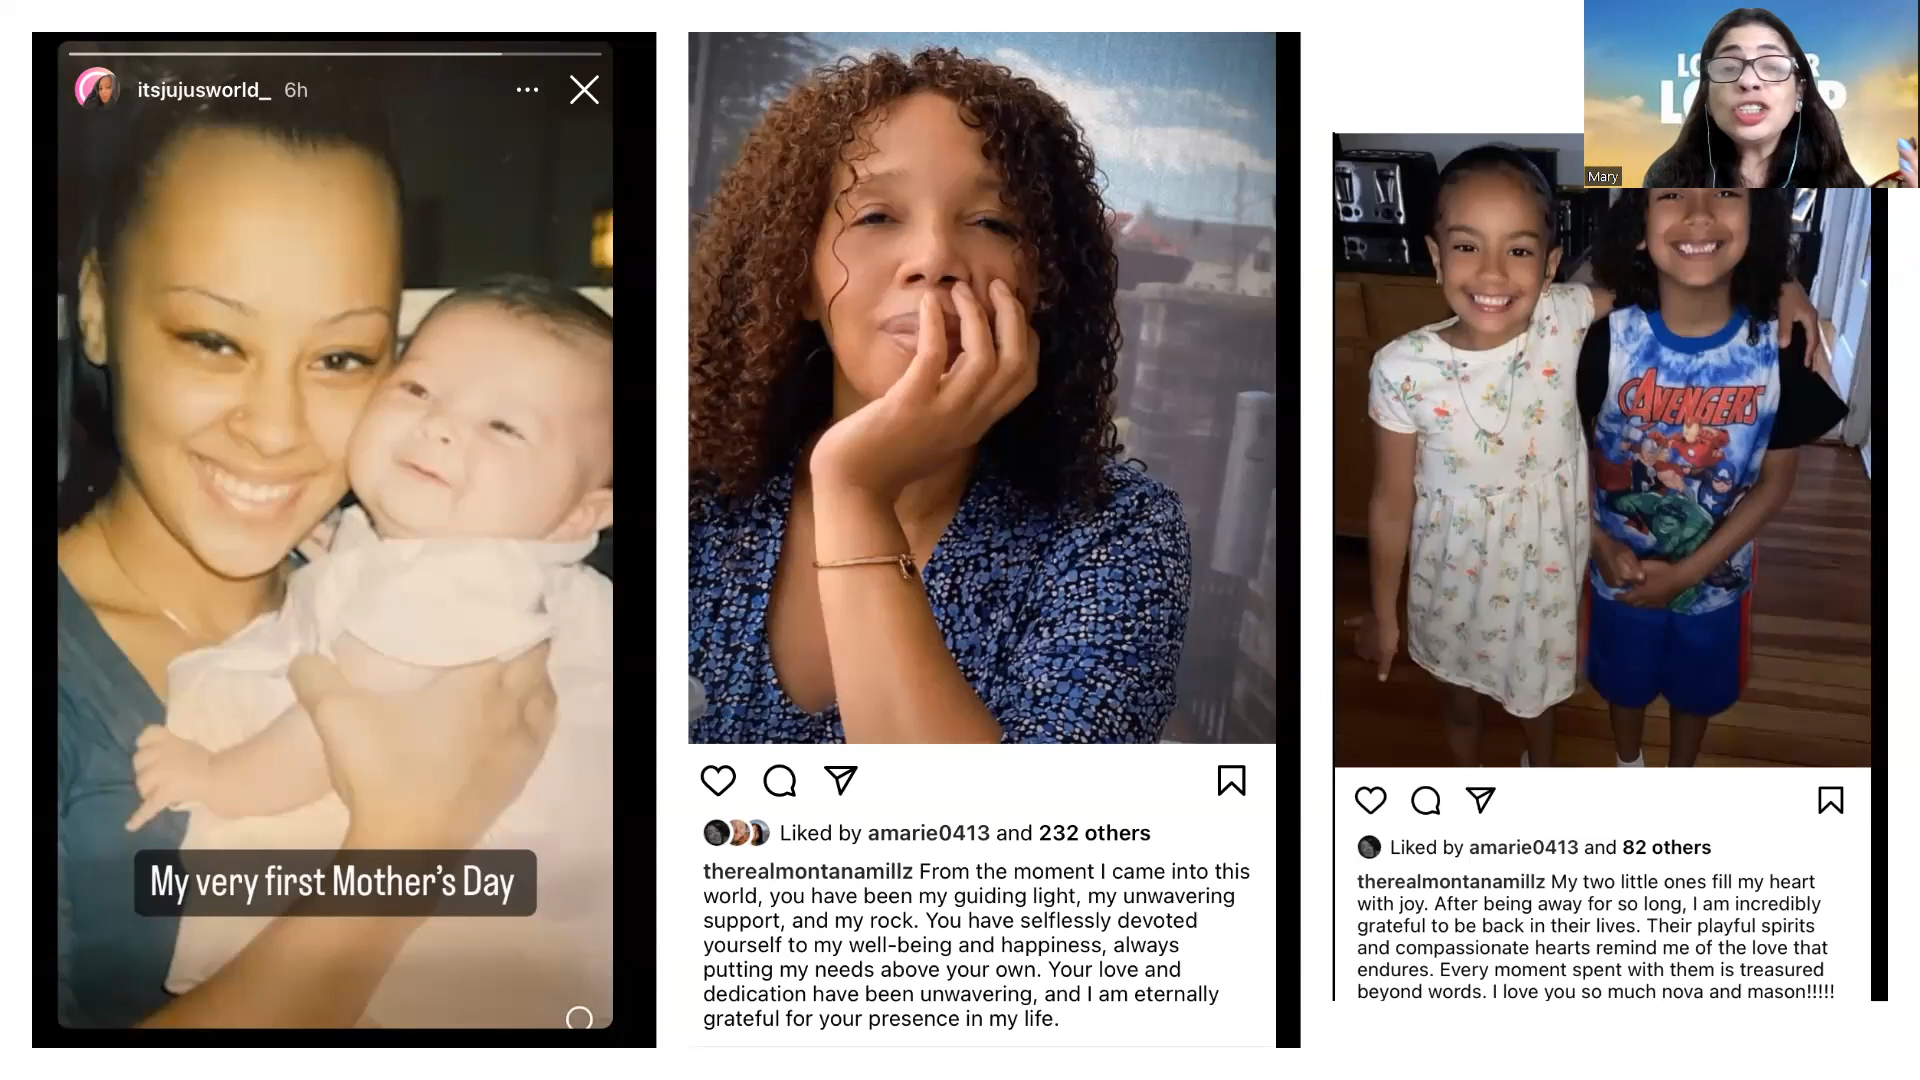 itsjujusworld_ 6h
My very first Mother's Day
Liked by amarie0413 and 232 others
therealmontanamillz From the moment I came into this
world, you have been my guiding light, my unwavering
support, and my rock. You have selflessly devoted
yourself to my well-being and happiness, always
putting my needs above your own. Your love and
dedication have been unwavering, and I am eternally
grateful for your presence in my life.
Mary
AVENGERS
Liked by amarie0413 and 82 others
therealmontanamillz My two little ones fill my heart
with joy. After being away for so long, I am incredibly
grateful to be back in their lives. Their playful spirits
and compassionate hearts remind me of the love that
endures. Every moment spent with them is treasured
beyond words. I love you so much nova and mason!!!!!